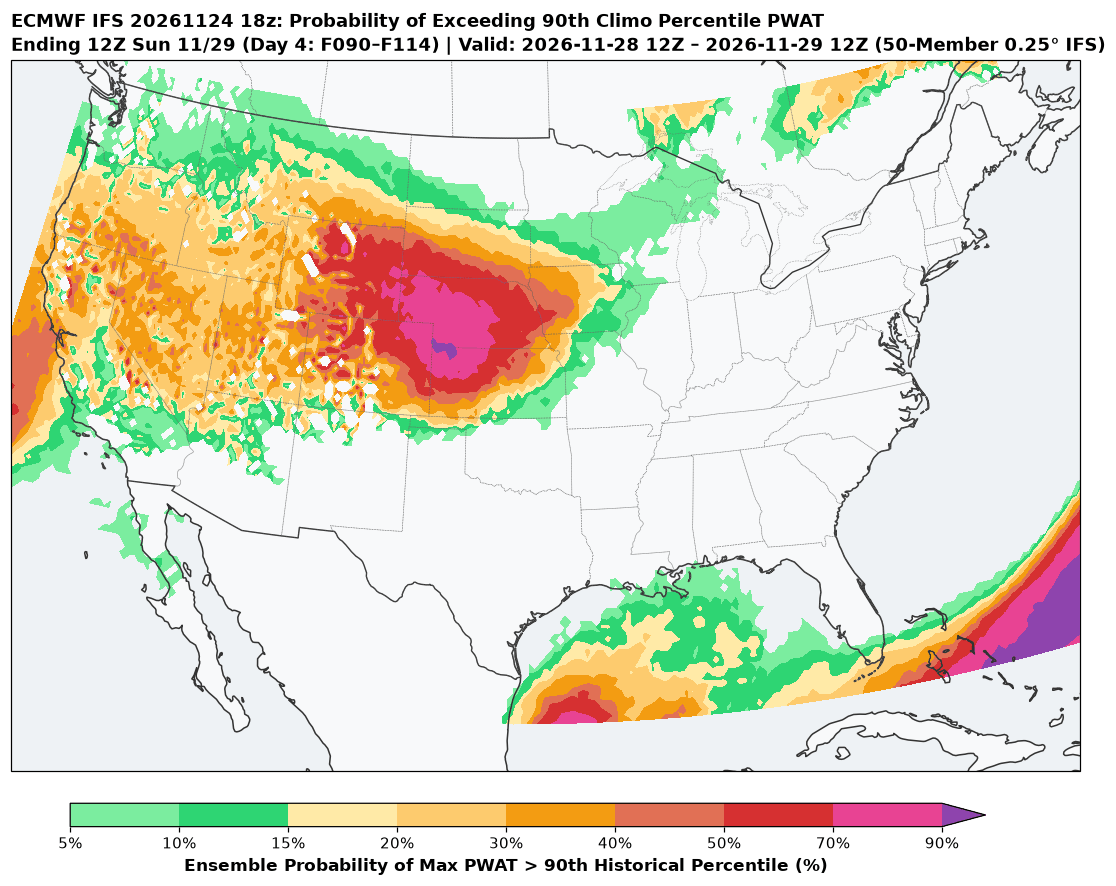 ECMWF IFS 20261124 18z: Probability of Exceeding 90th Climo Percentile PWAT
Ending 12Z Sun 11/29 (Day 4: F090–F114) | Valid: 2026-11-28 12Z – 2026-11-29 12Z (50-Member 0.25° IFS)
5% 10% 15% 20% 30% 40% 50% 70% 90%
Ensemble Probability of Max PWAT > 90th Historical Percentile (%)